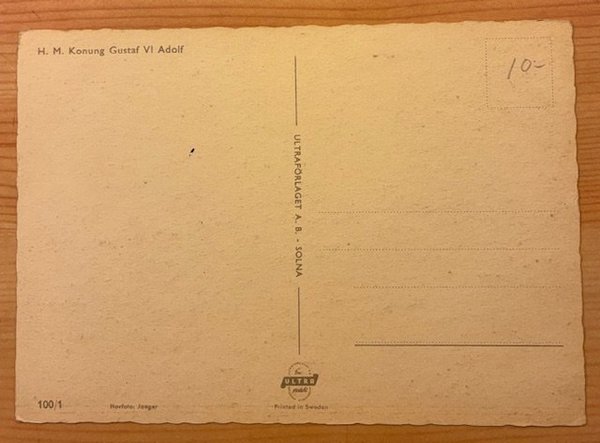 H. M. Konung Gustaf VI Adolf
10-
ULTRAFÖRLAGET A. B. - SOLNA
ULTRA
100/1
Hovfoto: Jaeger
Printed in Sweden